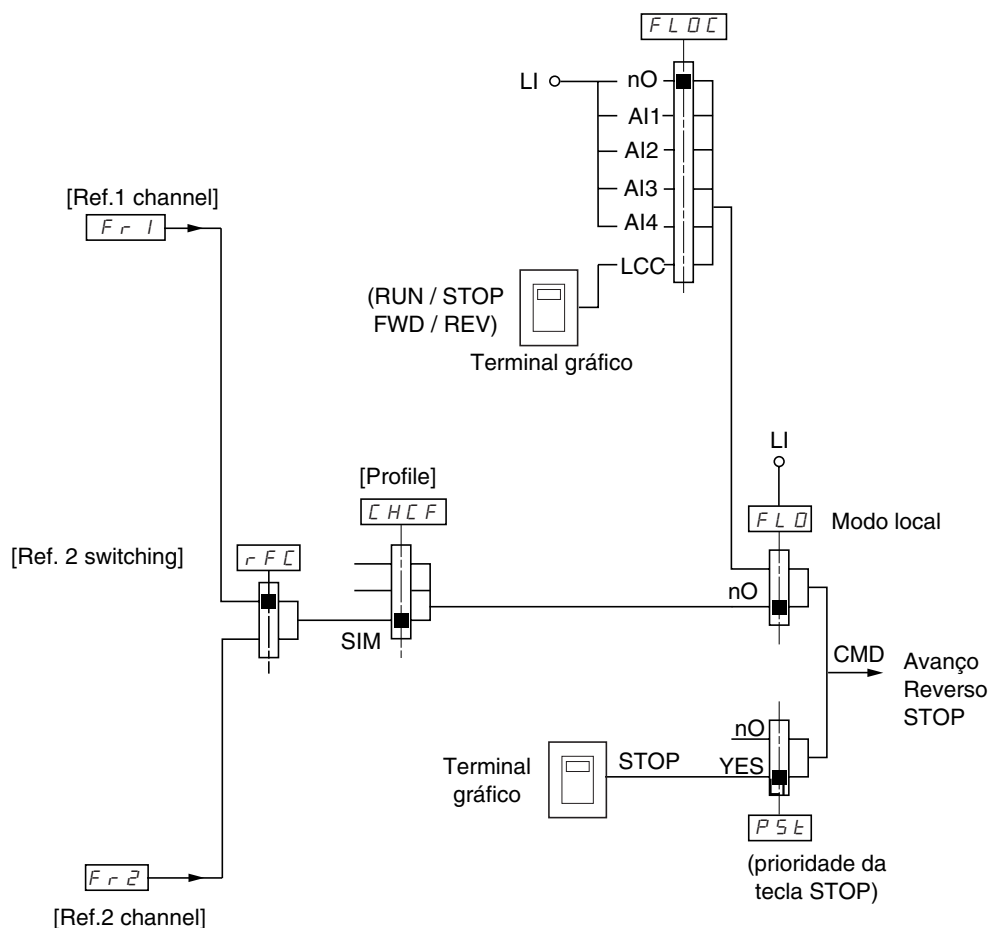 FLOC
LI
nO
AI1
AI2
AI3
AI4
LCC
[Ref.1 channel]
Fr1
(RUN / STOP
FWD / REV)
Terminal gráfico
LI
[Profile]
CHCF
FLO
Modo local
[Ref. 2 switching]
rFC
nO
SIM
CMD
Avanço
Reverso
STOP
nO
Terminal
gráfico
STOP
YES
PSt
(prioridade da
tecla STOP)
Fr2
[Ref.2 channel]